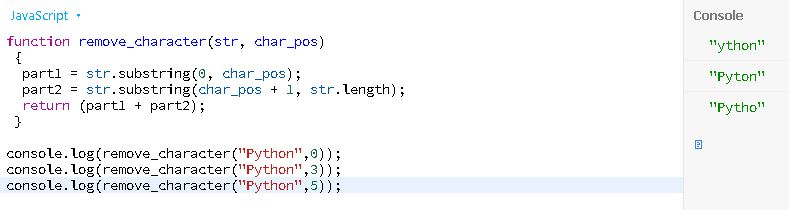 JavaScript
function remove_character(str, char_pos)
{
part1 = str.substring(0, char_pos);
part2 = str.substring(char_pos + 1, str.length);
return (part1 + part2);
}
console.log(remove_character("Python",0));
console.log(remove_character("Python",3));
console.log(remove_character("Python",5));
Console
"ython"
"Pyton"
"Pytho"